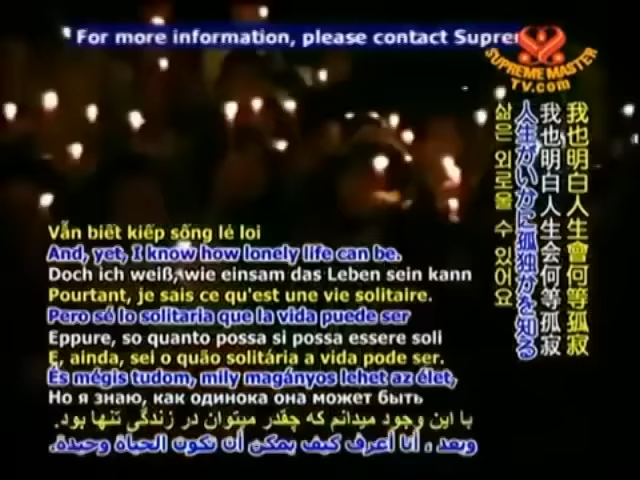 For more information, please contact Supre
SUPREME MASTER
TV.com
我也明白人生會何等孤寂
我也明白人生会何等孤寂
人生がいかに孤独かを知る
삶은 외로울 수 있어요
Vẫn biết kiếp sống lẻ loi
And, yet, I know how lonely life can be.
Doch ich weiß, wie einsam das Leben sein kann
Pourtant, je sais ce qu'est une vie solitaire.
Pero sé lo solitaria que la vida puede ser
Eppure, so quanto possa si possa essere soli
E, ainda, sei o quão solitária a vida pode ser.
És mégis tudom, mily magányos lehet az élet,
Но я знаю, как одинока она может быть
با این وجود میدانم که چقدر میتوان در زندگی تنها بود.
وبعد ، أنا أعرف كيف يمكن أن تكون الحياة وحيدة.